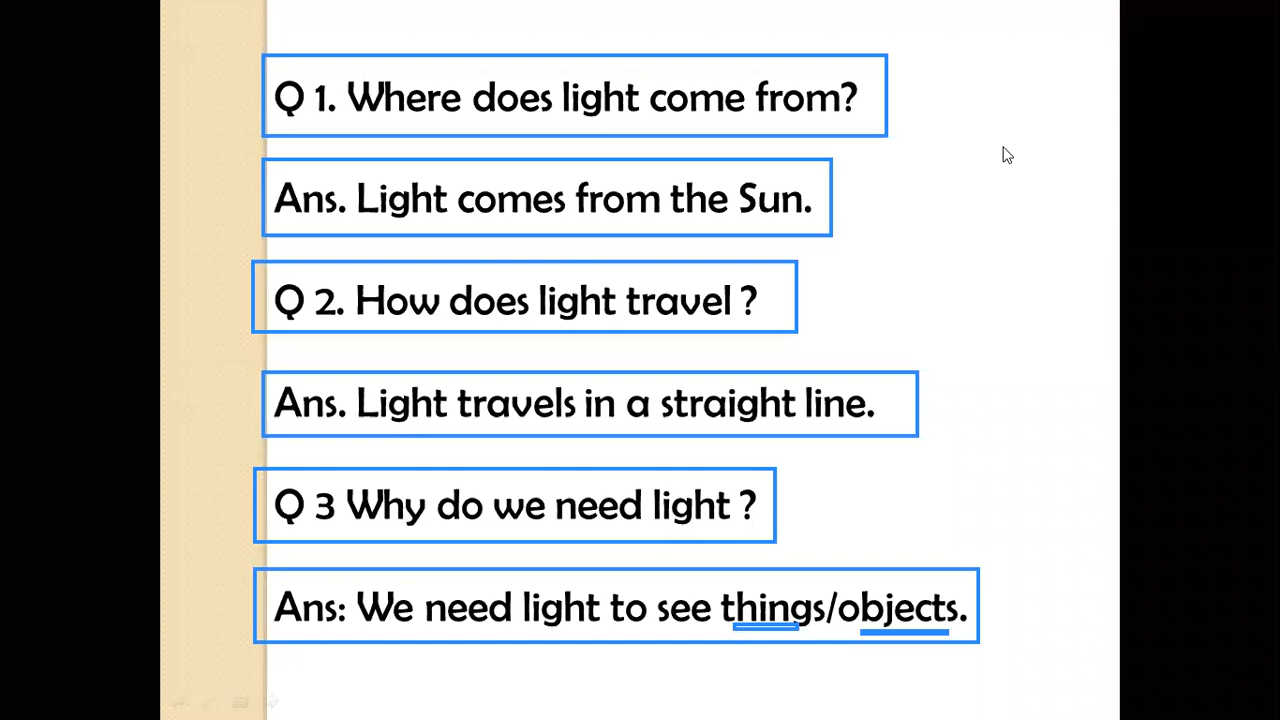 Q 1. Where does light come from?
Ans. Light comes from the Sun.
Q 2. How does light travel ?
Ans. Light travels in a straight line.
Q 3 Why do we need light ?
Ans: We need light to see things/objects.